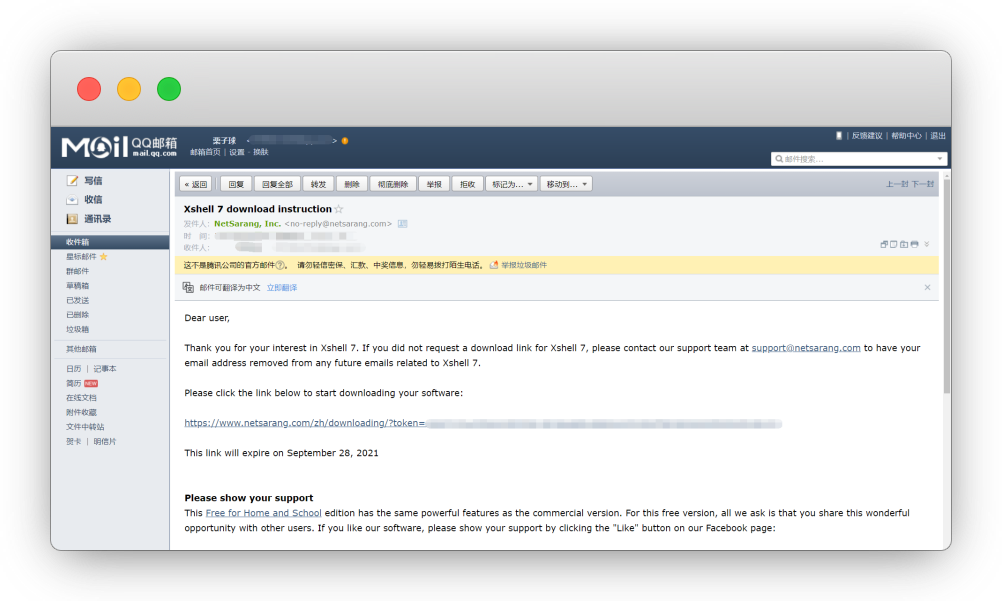 Mail QQ邮箱
mail.qq.com
栗子球 < >
邮箱首页 | 设置 - 换肤
| 反馈建议 | 帮助中心 | 退出
邮件搜索...
写信
收信
通讯录
收件箱
星标邮件
群邮件
草稿箱
已发送
已删除
垃圾箱
其他邮箱
日历 | 记事本
简历 NEW
在线文档
附件收藏
文件中转站
贺卡 | 明信片
« 返回 回复 回复全部 转发 删除 彻底删除 举报 拒收 标记为... 移动到... 上一封 下一封
Xshell 7 download instruction
发件人: NetSarang, Inc. <no-reply@netsarang.com>
时 间:
收件人:
这不是腾讯公司的官方邮件?。 请勿轻信密保、汇款、中奖信息,勿轻易拨打陌生电话。 举报垃圾邮件
邮件可翻译为中文 立即翻译
Dear user,
Thank you for your interest in Xshell 7. If you did not request a download link for Xshell 7, please contact our support team at support@netsarang.com to have your
email address removed from any future emails related to Xshell 7.
Please click the link below to start downloading your software:
https://www.netsarang.com/zh/downloading/?token=
This link will expire on September 28, 2021
Please show your support
This Free for Home and School edition has the same powerful features as the commercial version. For this free version, all we ask is that you share this wonderful
opportunity with other users. If you like our software, please show your support by clicking the "Like" button on our Facebook page: